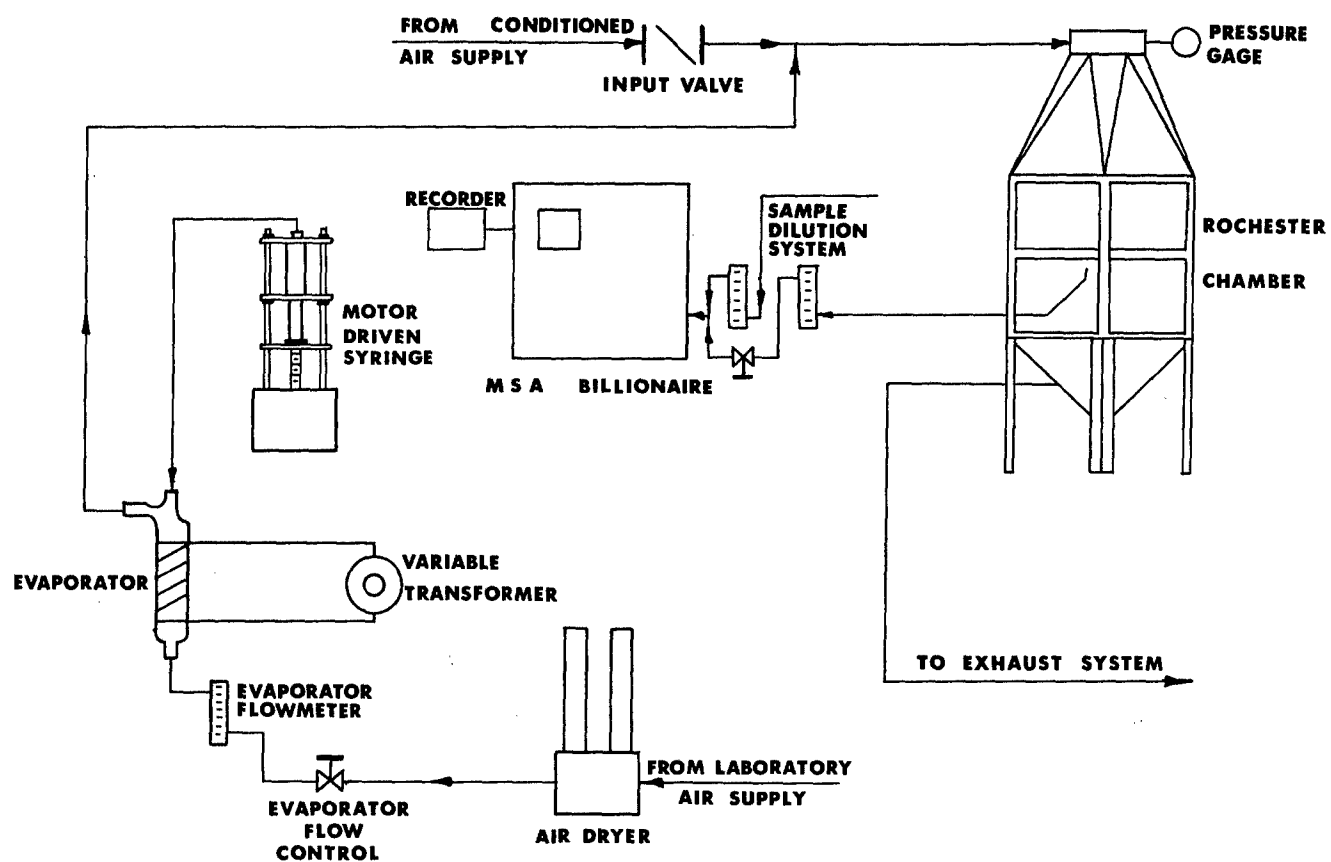 FROM CONDITIONED
AIR SUPPLY
INPUT VALVE
PRESSURE
GAGE
RECORDER
SAMPLE
DILUTION
SYSTEM
ROCHESTER
CHAMBER
MOTOR
DRIVEN
SYRINGE
MSA BILLIONAIRE
EVAPORATOR
VARIABLE
TRANSFORMER
TO EXHAUST SYSTEM
EVAPORATOR
FLOWMETER
FROM LABORATORY
AIR SUPPLY
EVAPORATOR
FLOW
CONTROL
AIR DRYER